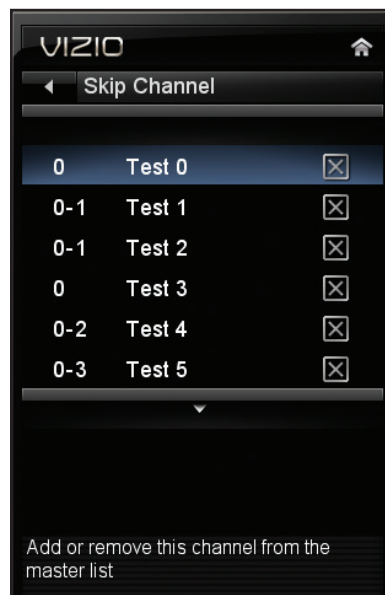 VIZIO
Skip Channel
0 Test 0
0-1 Test 1
0-1 Test 2
0 Test 3
0-2 Test 4
0-3 Test 5
Add or remove this channel from the
master list